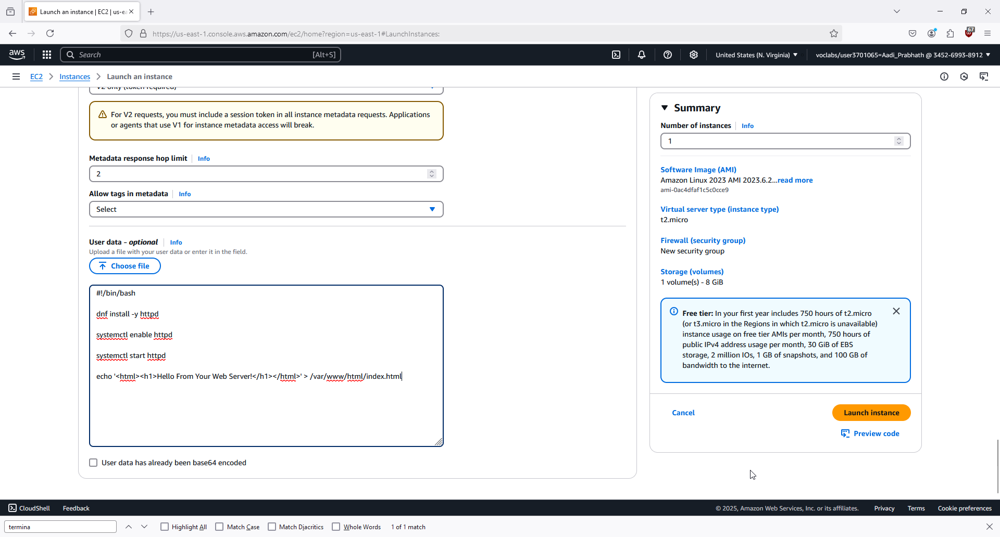 Launch an instance | EC2 | us-ea
https://us-east-1.console.aws.amazon.com/ec2/home?region=us-east-1#LaunchInstances:
67
aws
Search
[Alt+S]
United States (N. Virginia)
voclabs/user3701065=Aadi_Prabhath @ 3452-6993-8912
EC2 > Instances > Launch an instance
V2 only (token required)
For V2 requests, you must include a session token in all instance metadata requests. Applications
or agents that use V1 for instance metadata access will break.
Metadata response hop limit
Info
2
Allow tags in metadata
Info
Select
User data - optional
Info
Upload a file with your user data or enter it in the field.
Choose file
#!/bin/bash
dnf install -y httpd
systemctl enable httpd
systemctl start httpd
echo '<html><h1>Hello From Your Web Server!</h1></html>' > /var/www/html/index.html
User data has already been base64 encoded
Summary
Number of instances
Info
1
Software Image (AMI)
Amazon Linux 2023 AMI 2023.6.2...read more
ami-0ac4dfaf1c5c0cce9
Virtual server type (instance type)
t2.micro
Firewall (security group)
New security group
Storage (volumes)
1 volume(s) - 8 GiB
Free tier: In your first year includes 750 hours of t2.micro
(or t3.micro in the Regions in which t2.micro is unavailable)
instance usage on free tier AMIs per month, 750 hours of
public IPv4 address usage per month, 30 GiB of EBS
storage, 2 million IOs, 1 GB of snapshots, and 100 GB of
bandwidth to the internet.
Cancel
Launch instance
Preview code
CloudShell
Feedback
© 2025, Amazon Web Services, Inc. or its affiliates.
Privacy
Terms
Cookie preferences
termina
Highlight All
Match Case
Match Diacritics
Whole Words
1 of 1 match